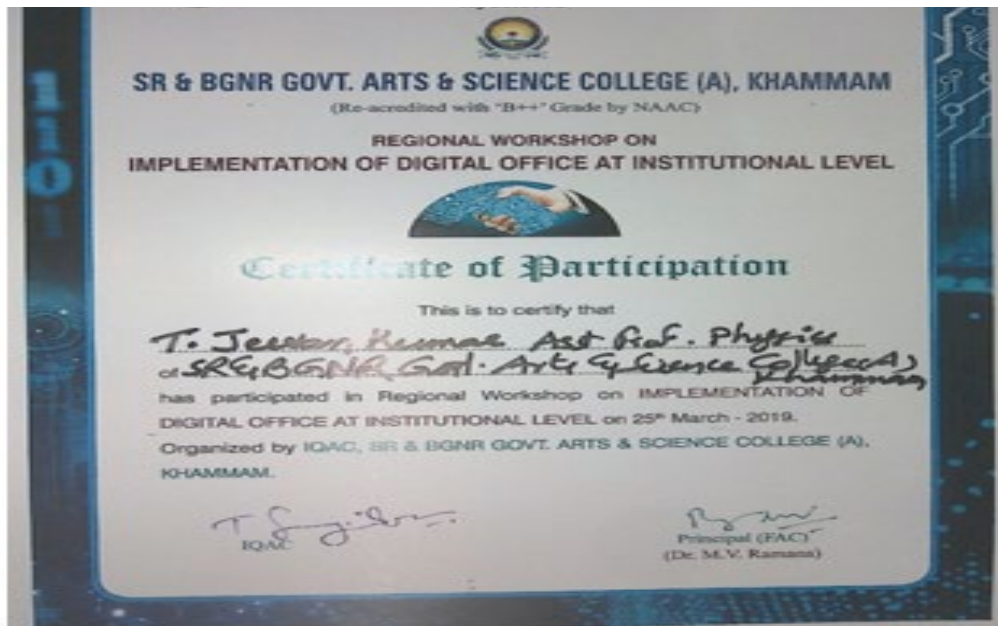 SR & BGNR GOVT. ARTS & SCIENCE COLLEGE (A), KHAMMAM
(Re-acredited with "B++" Grade by NAAC)
REGIONAL WORKSHOP ON
IMPLEMENTATION OF DIGITAL OFFICE AT INSTITUTIONAL LEVEL
Certificate of Participation
This is to certify that
T. Kumar Asst Prof. Physics
of SR & BGNR Govt. Arts & Science College(A)
Khammam
has participated in Regional Workshop on IMPLEMENTATION OF
DIGITAL OFFICE AT INSTITUTIONAL LEVEL on 25th March - 2019.
Organized by IQAC, SR & BGNR GOVT. ARTS & SCIENCE COLLEGE (A),
KHAMMAM.
IQAC
Principal (FAC)
(Dr. M.V. Ramana)